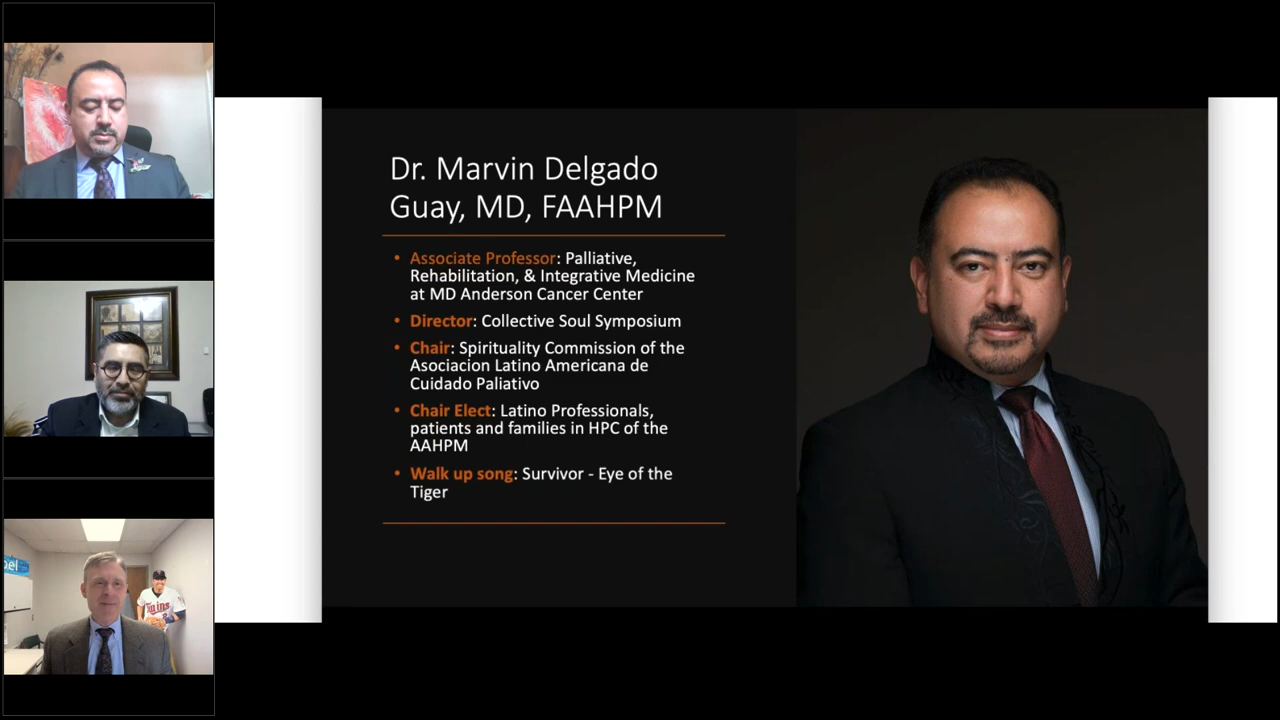 Dr. Marvin Delgado
Guay, MD, FAAHPM
• Associate Professor: Palliative,
Rehabilitation, & Integrative Medicine
at MD Anderson Cancer Center
• Director: Collective Soul Symposium
• Chair: Spirituality Commission of the
Asociacion Latino Americana de
Cuidado Paliativo
• Chair Elect: Latino Professionals,
patients and families in HPC of the
AAHPM
• Walk up song: Survivor - Eye of the
Tiger
Twins